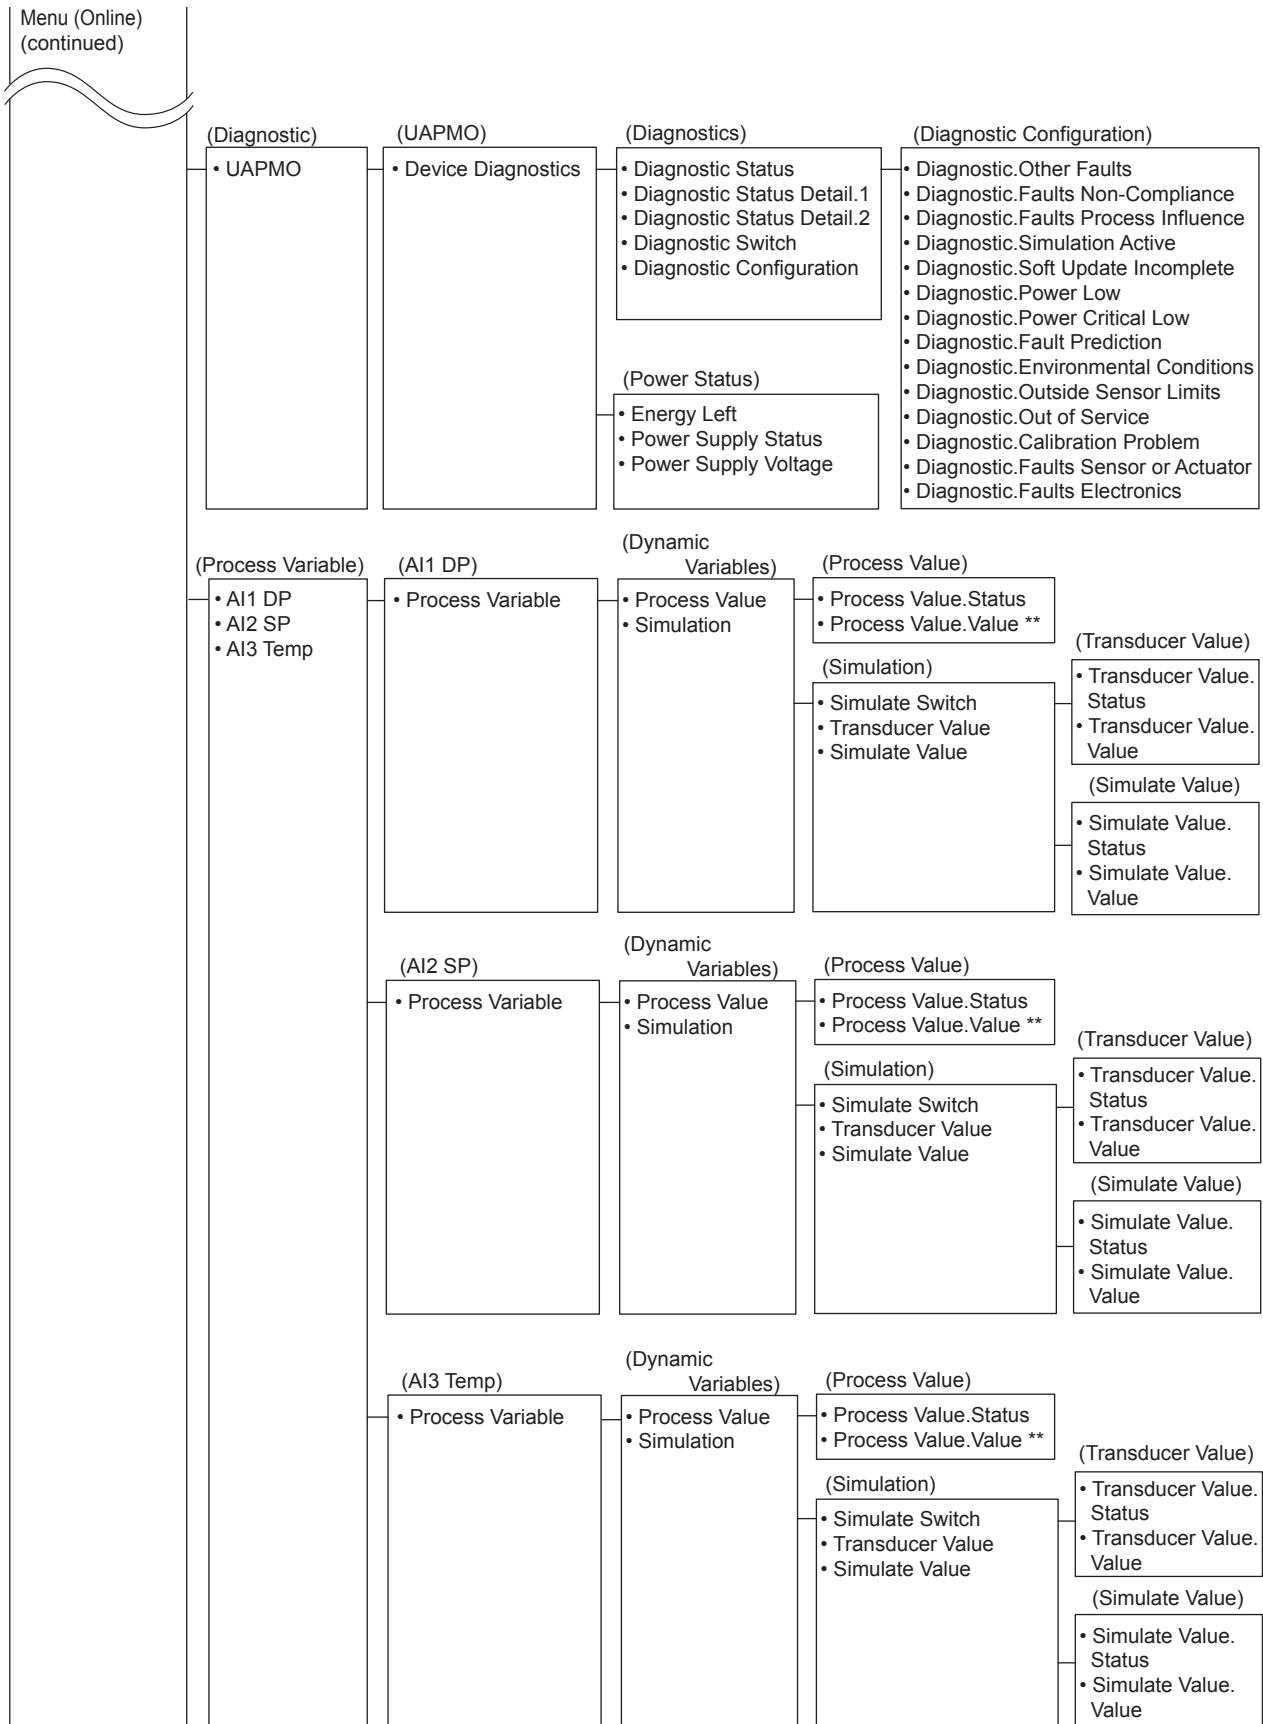 Menu (Online)
(continued)
(Diagnostic)
• UAPMO
(UAPMO)
• Device Diagnostics
(Diagnostics)
• Diagnostic Status
• Diagnostic Status Detail.1
• Diagnostic Status Detail.2
• Diagnostic Switch
• Diagnostic Configuration
(Diagnostic Configuration)
• Diagnostic.Other Faults
• Diagnostic.Faults Non-Compliance
• Diagnostic.Faults Process Influence
• Diagnostic.Simulation Active
• Diagnostic.Soft Update Incomplete
• Diagnostic.Power Low
• Diagnostic.Power Critical Low
• Diagnostic.Fault Prediction
• Diagnostic.Environmental Conditions
• Diagnostic.Outside Sensor Limits
• Diagnostic.Out of Service
• Diagnostic.Calibration Problem
• Diagnostic.Faults Sensor or Actuator
• Diagnostic.Faults Electronics
(Power Status)
• Energy Left
• Power Supply Status
• Power Supply Voltage
(Process Variable)
• AI1 DP
• AI2 SP
• AI3 Temp
(AI1 DP)
• Process Variable
(Dynamic
Variables)
• Process Value
• Simulation
(Process Value)
• Process Value.Status
• Process Value.Value **
(Simulation)
• Simulate Switch
• Transducer Value
• Simulate Value
(Transducer Value)
• Transducer Value.
Status
• Transducer Value.
Value
(Simulate Value)
• Simulate Value.
Status
• Simulate Value.
Value
(AI2 SP)
• Process Variable
(Dynamic
Variables)
• Process Value
• Simulation
(Process Value)
• Process Value.Status
• Process Value.Value **
(Simulation)
• Simulate Switch
• Transducer Value
• Simulate Value
(Transducer Value)
• Transducer Value.
Status
• Transducer Value.
Value
(Simulate Value)
• Simulate Value.
Status
• Simulate Value.
Value
(AI3 Temp)
• Process Variable
(Dynamic
Variables)
• Process Value
• Simulation
(Process Value)
• Process Value.Status
• Process Value.Value **
(Simulation)
• Simulate Switch
• Transducer Value
• Simulate Value
(Transducer Value)
• Transducer Value.
Status
• Transducer Value.
Value
(Simulate Value)
• Simulate Value.
Status
• Simulate Value.
Value